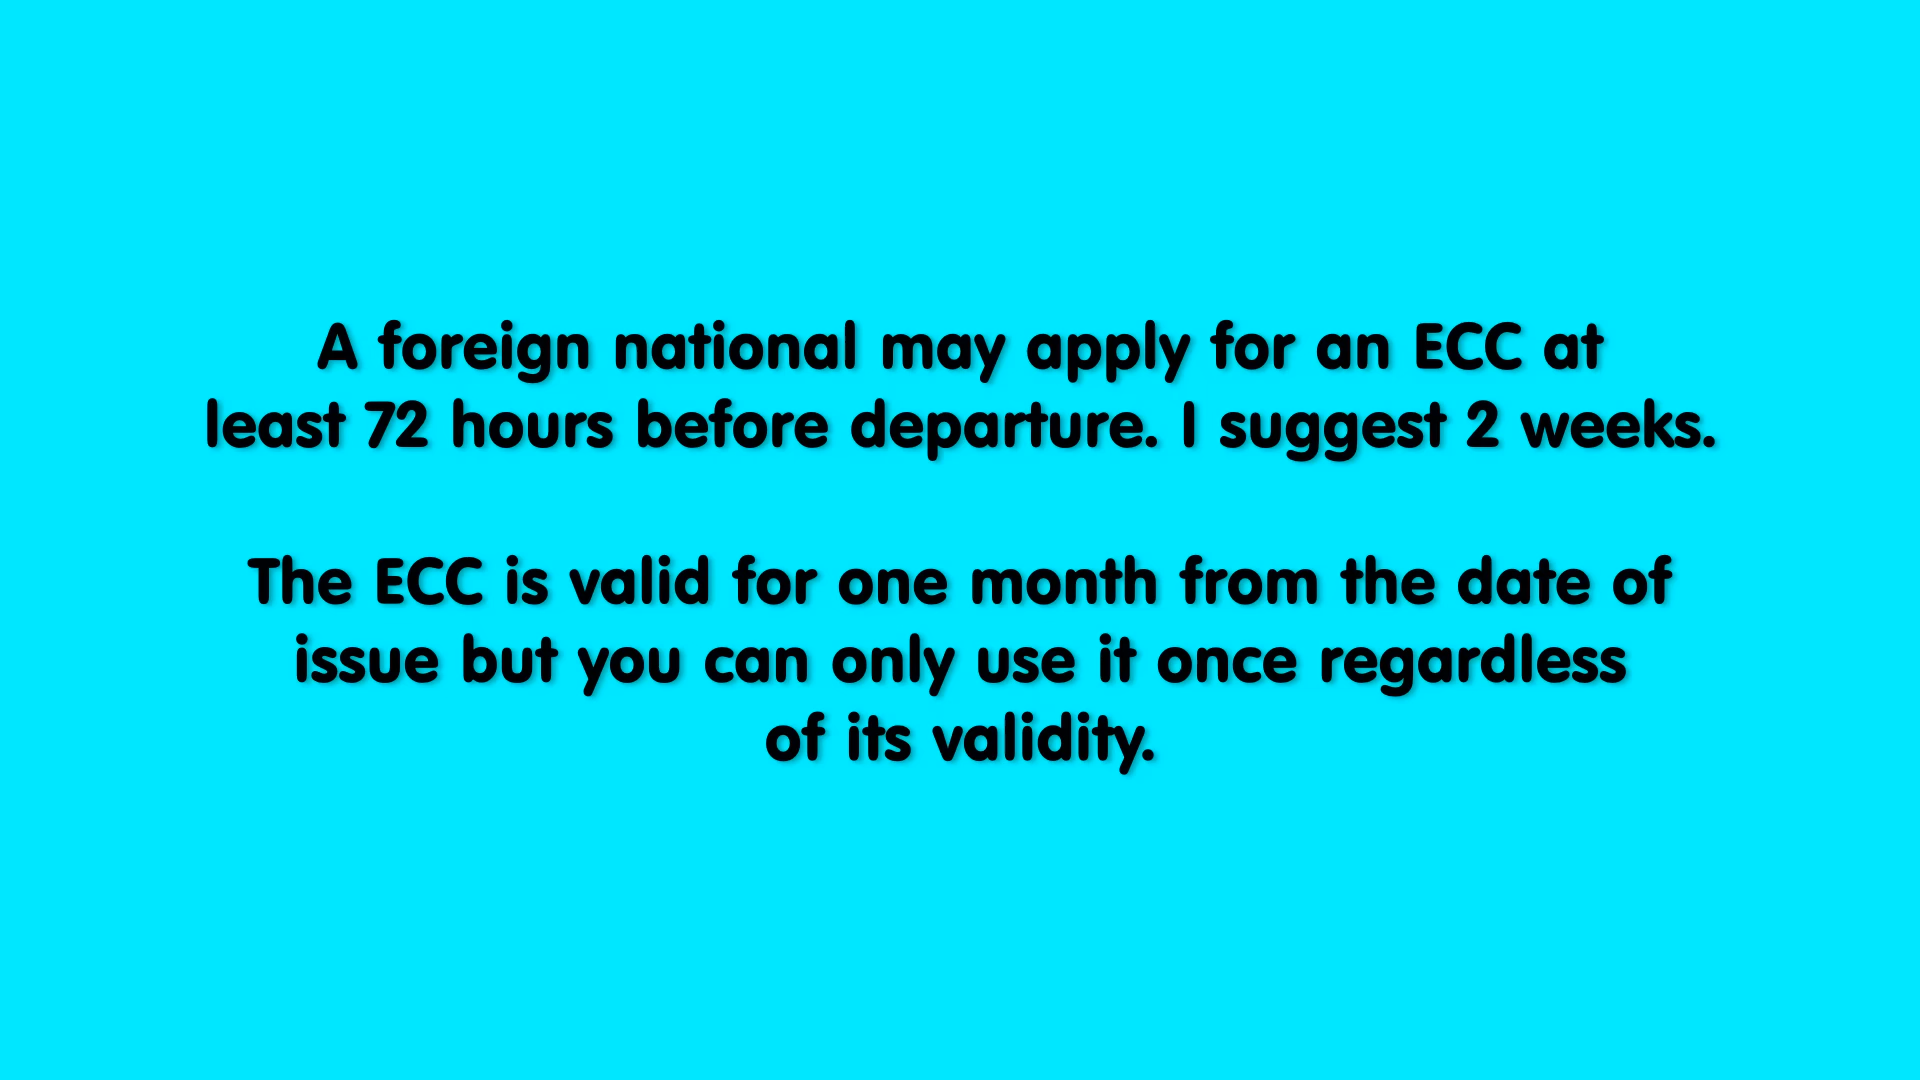 A foreign national may apply for an ECC at
least 72 hours before departure. I suggest 2 weeks.
The ECC is valid for one month from the date of
issue but you can only use it once regardless
of its validity.